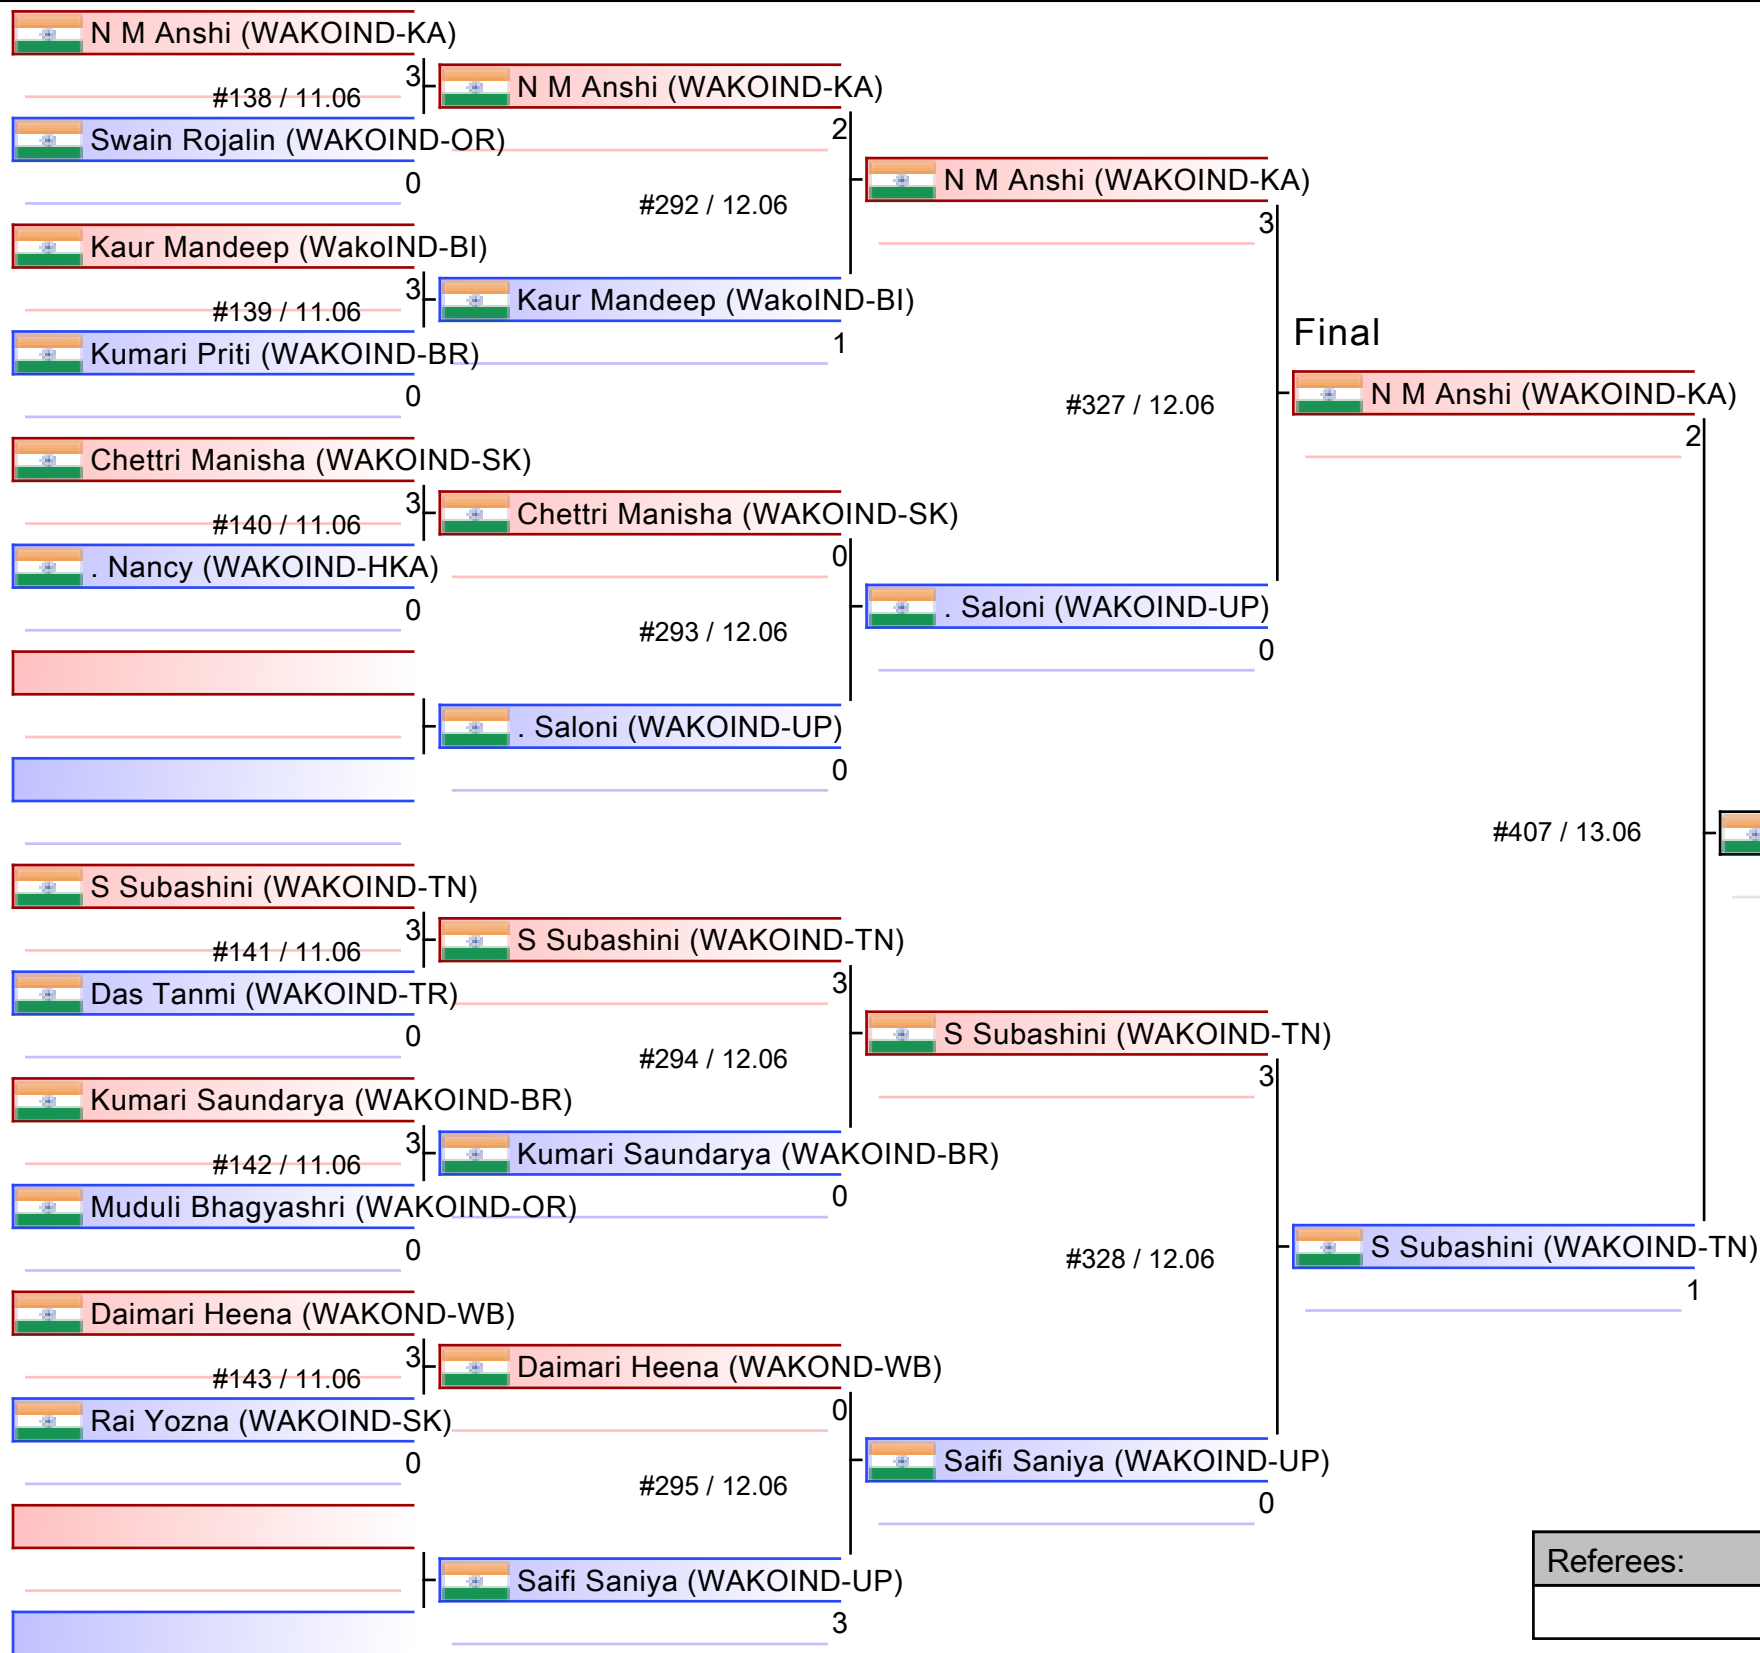 N M Anshi (WAKOIND-KA)
3
#138 / 11.06
Swain Rojalin (WAKOIND-OR)
0
Kaur Mandeep (WakoIND-BI)
3
#139 / 11.06
Kumari Priti (WAKOIND-BR)
0
Chettri Manisha (WAKOIND-SK)
3
#140 / 11.06
. Nancy (WAKOIND-HKA)
0
S Subashini (WAKOIND-TN)
3
#141 / 11.06
Das Tanmi (WAKOIND-TR)
0
Kumari Saundarya (WAKOIND-BR)
3
#142 / 11.06
Muduli Bhagyashri (WAKOIND-OR)
0
Daimari Heena (WAKOND-WB)
3
#143 / 11.06
Rai Yozna (WAKOIND-SK)
0
N M Anshi (WAKOIND-KA)
2
#292 / 12.06
Kaur Mandeep (WakoIND-BI)
1
Chettri Manisha (WAKOIND-SK)
0
#293 / 12.06
. Saloni (WAKOIND-UP)
0
S Subashini (WAKOIND-TN)
3
#294 / 12.06
Kumari Saundarya (WAKOIND-BR)
0
Daimari Heena (WAKOND-WB)
0
#295 / 12.06
Saifi Saniya (WAKOIND-UP)
3
N M Anshi (WAKOIND-KA)
3
#327 / 12.06
. Saloni (WAKOIND-UP)
0
S Subashini (WAKOIND-TN)
3
#328 / 12.06
Saifi Saniya (WAKOIND-UP)
0
Final
N M Anshi (WAKOIND-KA)
2
#407 / 13.06
S Subashini (WAKOIND-TN)
1
Referees: